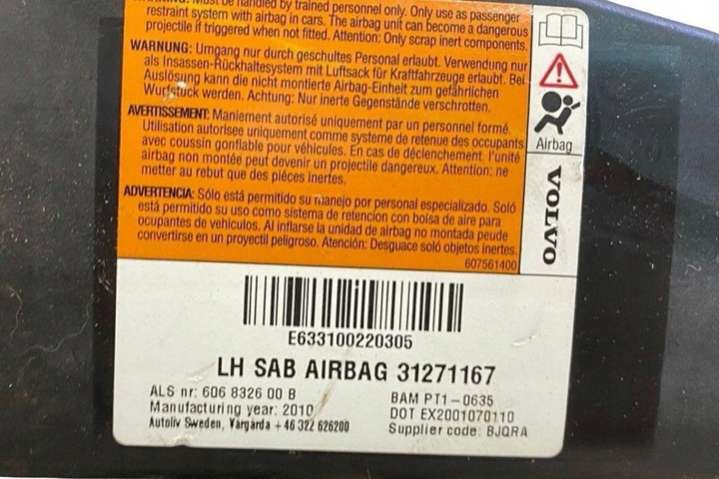 WARNING: Must be handled by trained personnel only. Only use as passenger
restraint system with airbag in cars. The airbag unit can become a dangerous
projectile if triggered when not fitted. Attention: Only scrap inert components.
WARNUNG: Umgang nur durch geschultes Personal erlaubt. Verwendung nur
als Insassen-Rückhaltesystem mit Luftsack für Kraftfahrzeuge erlaubt. Bei
Auslösung kann die nicht montierte Airbag-Einheit zum gefährlichen
Wurfstück werden. Achtung: Nur inerte Gegenstände verschrotten.
AVERTISSEMENT: Maniement autorisé uniquement par un personnel formé.
Utilisation autorisee uniquement comme systeme de retenue des occupants
avec coussin gonflable pour véhicules. En cas de déclenchement, l'unité
airbag non montée peut devenir un projectile dangereux. Attention: ne
metter au rebut que des piéces inertes.
ADVERTENCIA: Sólo está permitido su manejo por personal especializado. Soló
está permitido su uso como sistema de retención con bolsa de aire para
ocupantes de vehículos. Al inflarse la unidad de airbag no montada peude
convertirse en un proyectil peligroso. Atención: Desguace soló objetos inertes.
607561400
Airbag
VOLVO
E633100220305
LH SAB AIRBAG 31271167
ALS nr: 606 8326 00 B
Manufacturing year: 2010
Autoliv Sweden, Vårgårda +46 322 626200
BAM PT1-0635
DOT EX2001070110
Supplier code: BJQRA